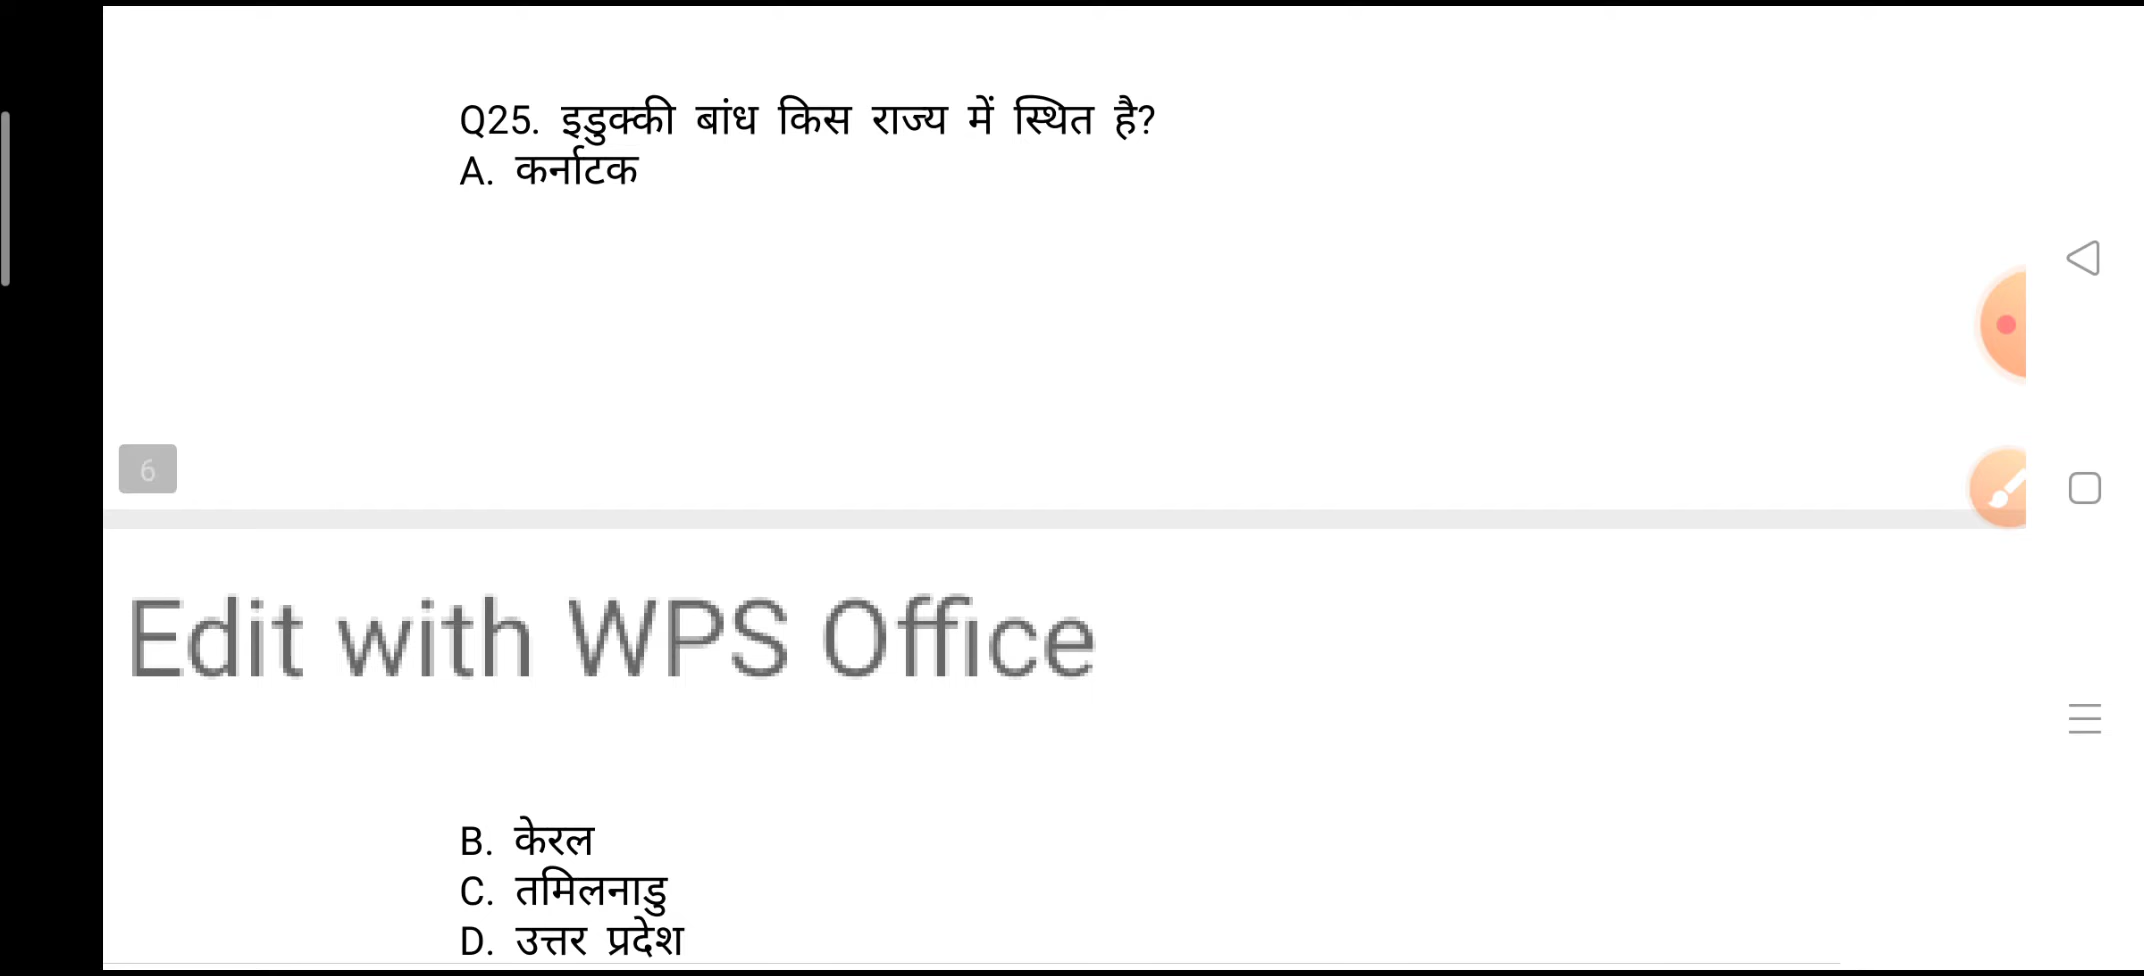 Q25. इडुक्की बांध किस राज्य में स्थित है?
A. कर्नाटक
6
Edit with WPS Office
B. केरल
C. तमिलनाडु
D. उत्तर प्रदेश